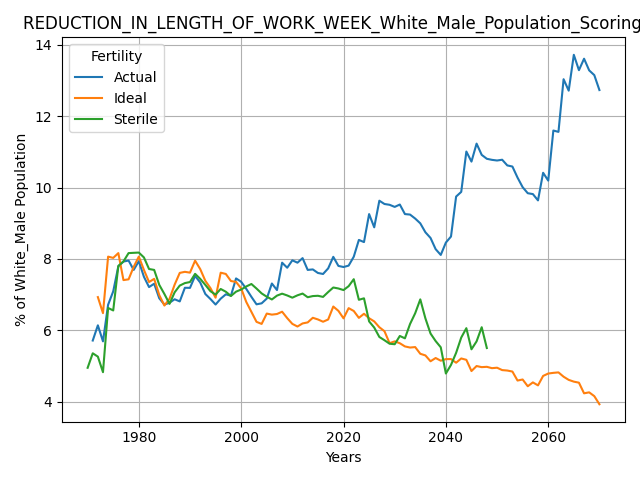 REDUCTION_IN_LENGTH_OF_WORK_WEEK_White_Male_Population_Scoring
Fertility
Actual
Ideal
Sterile
% of White_Male Population
14
12
10
8
6
4
1980 2000 2020 2040 2060
Years